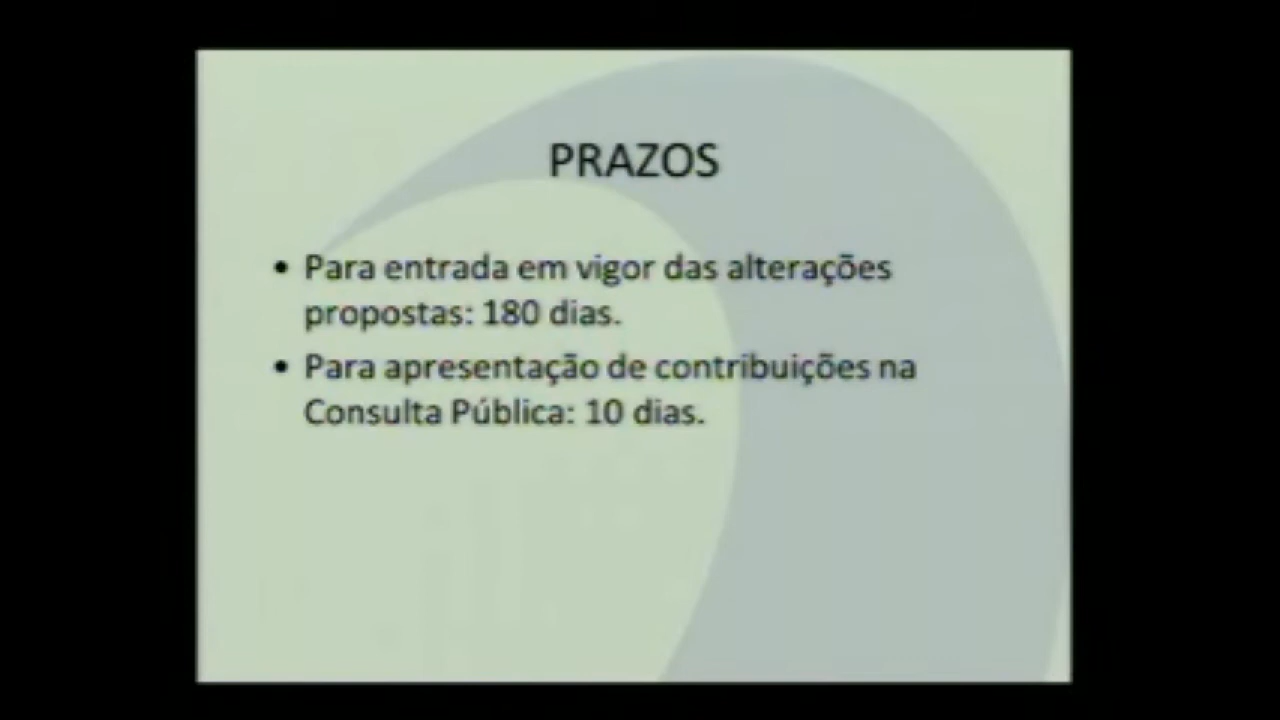 PRAZOS
• Para entrada em vigor das alterações
propostas: 180 dias.
• Para apresentação de contribuições na
Consulta Pública: 10 dias.